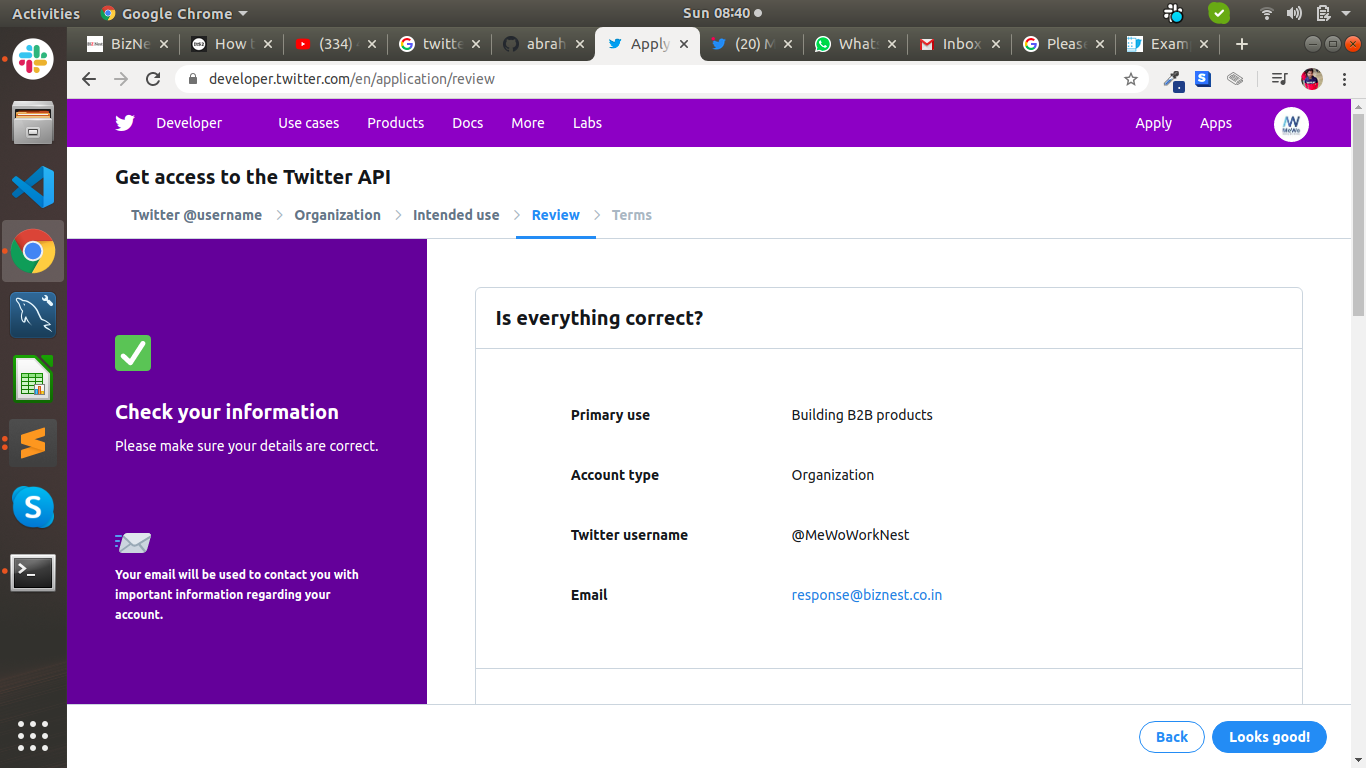 Activities
Google Chrome
Sun 08:40
BizNe
How t
(334)
twitte
abrah
Apply
(20) M
Whats
Inbox
Please
Exam
developer.twitter.com/en/application/review
Developer
Use cases
Products
Docs
More
Labs
Apply
Apps
MeWo
Get access to the Twitter API
Twitter @username
Organization
Intended use
Review
Terms
Check your information
Please make sure your details are correct.
Your email will be used to contact you with
important information regarding your
account.
Is everything correct?
Primary use Building B2B products
Account type Organization
Twitter username @MeWoWorkNest
Email response@biznest.co.in
Back
Looks good!